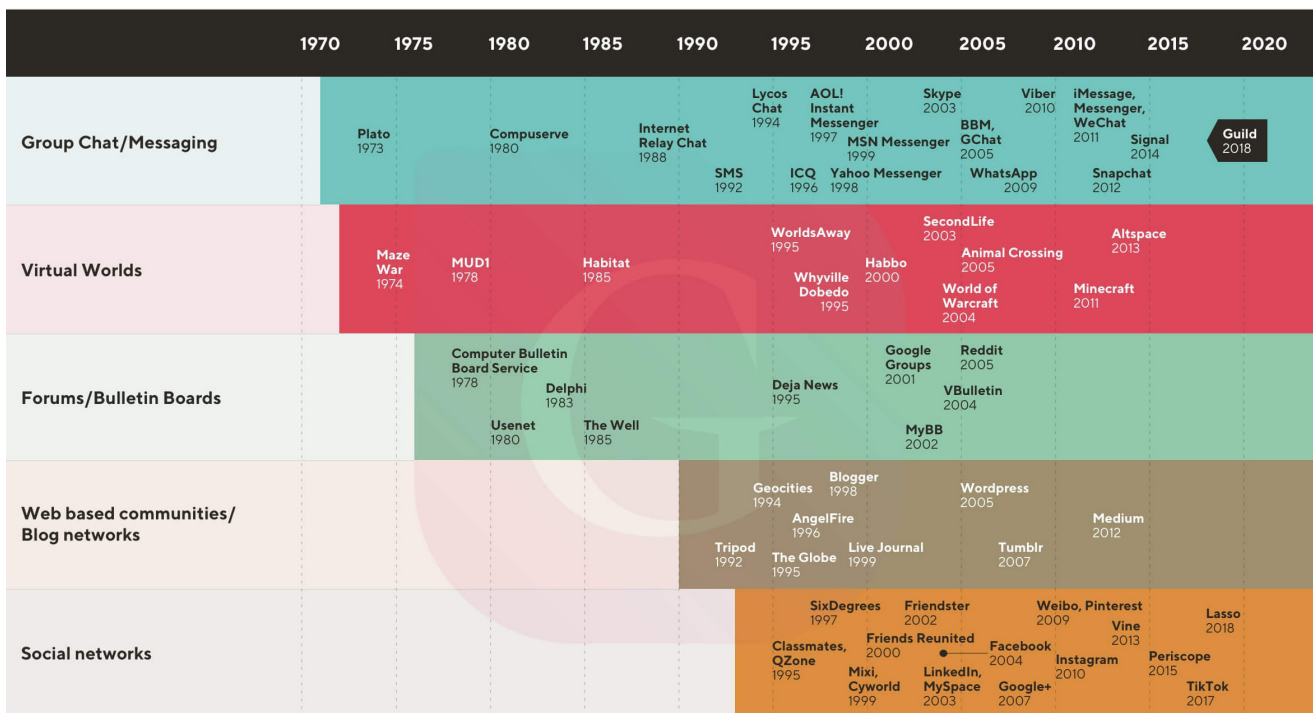 1970 1975 1980 1985 1990 1995 2000 2005 2010 2015 2020
Group Chat/Messaging
Plato
1973
Compuserve
1980
Internet
Relay Chat
1988
SMS
1992
Lycos
Chat
1994
ICQ
1996
AOL!
Instant
Messenger
1997
Yahoo Messenger
1998
MSN Messenger
1999
Skype
2003
BBM,
GChat
2005
WhatsApp
2009
Viber
2010
iMessage,
Messenger,
WeChat
2011
Snapchat
2012
Signal
2014
Guild
2018
Virtual Worlds
Maze
War
1974
MUD1
1978
Habitat
1985
WorldsAway
1995
Whyville
Dobedo
1995
Habbo
2000
SecondLife
2003
World of
Warcraft
2004
Animal Crossing
2005
Minecraft
2011
Altspace
2013
Forums/Bulletin Boards
Computer Bulletin
Board Service
1978
Usenet
1980
Delphi
1983
The Well
1985
Deja News
1995
Google
Groups
2001
MyBB
2002
VBulletin
2004
Reddit
2005
Web based communities/
Blog networks
Tripod
1992
Geocities
1994
The Globe
1995
AngelFire
1996
Blogger
1998
Live Journal
1999
Wordpress
2005
Tumblr
2007
Medium
2012
Social networks
Classmates,
QZone
1995
SixDegrees
1997
Mixi,
Cyworld
1999
Friends Reunited
2000
Friendster
2002
LinkedIn,
MySpace
2003
Facebook
2004
Google+
2007
Weibo, Pinterest
2009
Instagram
2010
Vine
2013
Periscope
2015
TikTok
2017
Lasso
2018
G